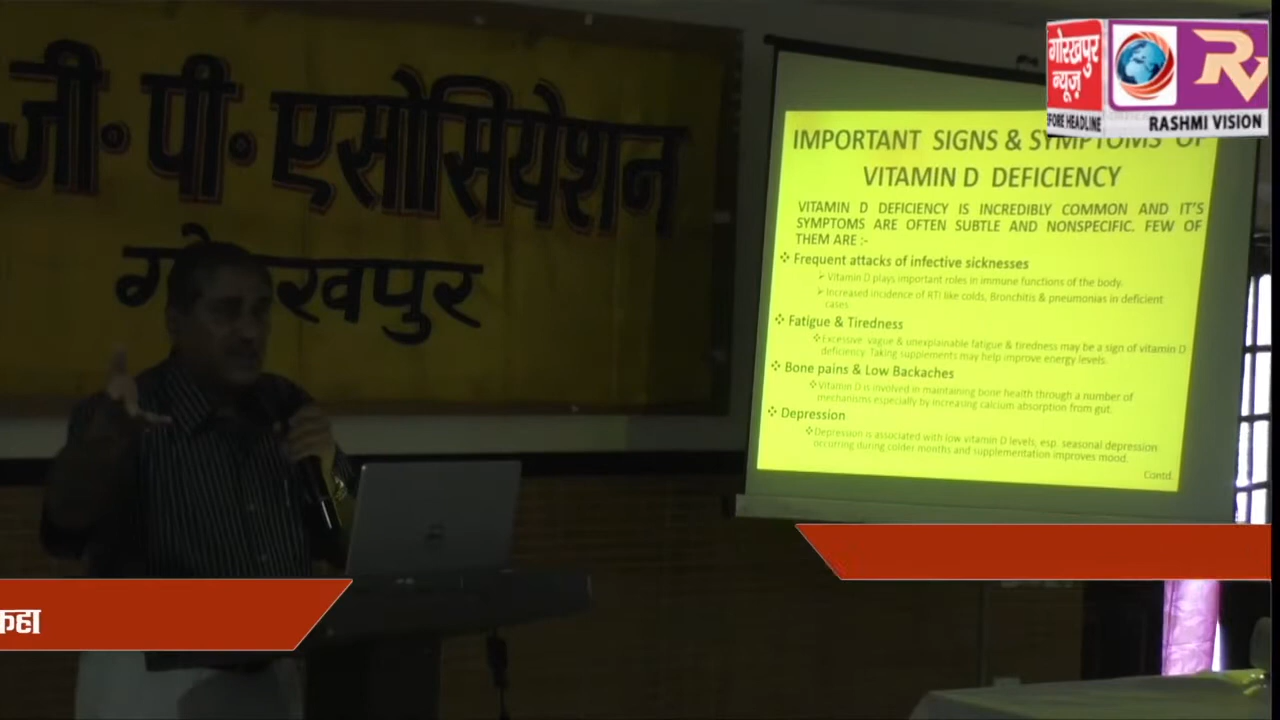 जी॰ पी॰ एसोसियेशन
गोरखपुर
गोरखपुर
न्यूज़
RV
RASHMI VISION
IMPORTANT SIGNS & SYMPTOMS OF
VITAMIN D DEFICIENCY
VITAMIN D DEFICIENCY IS INCREDIBLY COMMON AND IT'S
SYMPTOMS ARE OFTEN SUBTLE AND NONSPECIFIC. FEW OF
THEM ARE :-
❖ Frequent attacks of infective sicknesses
➢ Vitamin D plays important roles in immune functions of the body.
➢ Increased incidence of RTI like colds, Bronchitis & pneumonias in deficient
cases
❖ Fatigue & Tiredness
❖ Excessive vague & unexplainable fatigue & tiredness may be a sign of vitamin D
deficiency. Taking supplements may help improve energy levels.
❖ Bone pains & Low Backaches
❖ Vitamin D is involved in maintaining bone health through a number of
mechanisms especially by increasing calcium absorption from gut.
❖ Depression
❖ Depression is associated with low vitamin D levels, esp. seasonal depression
occurring during colder months and supplementation improves mood.
Contd.
कहा